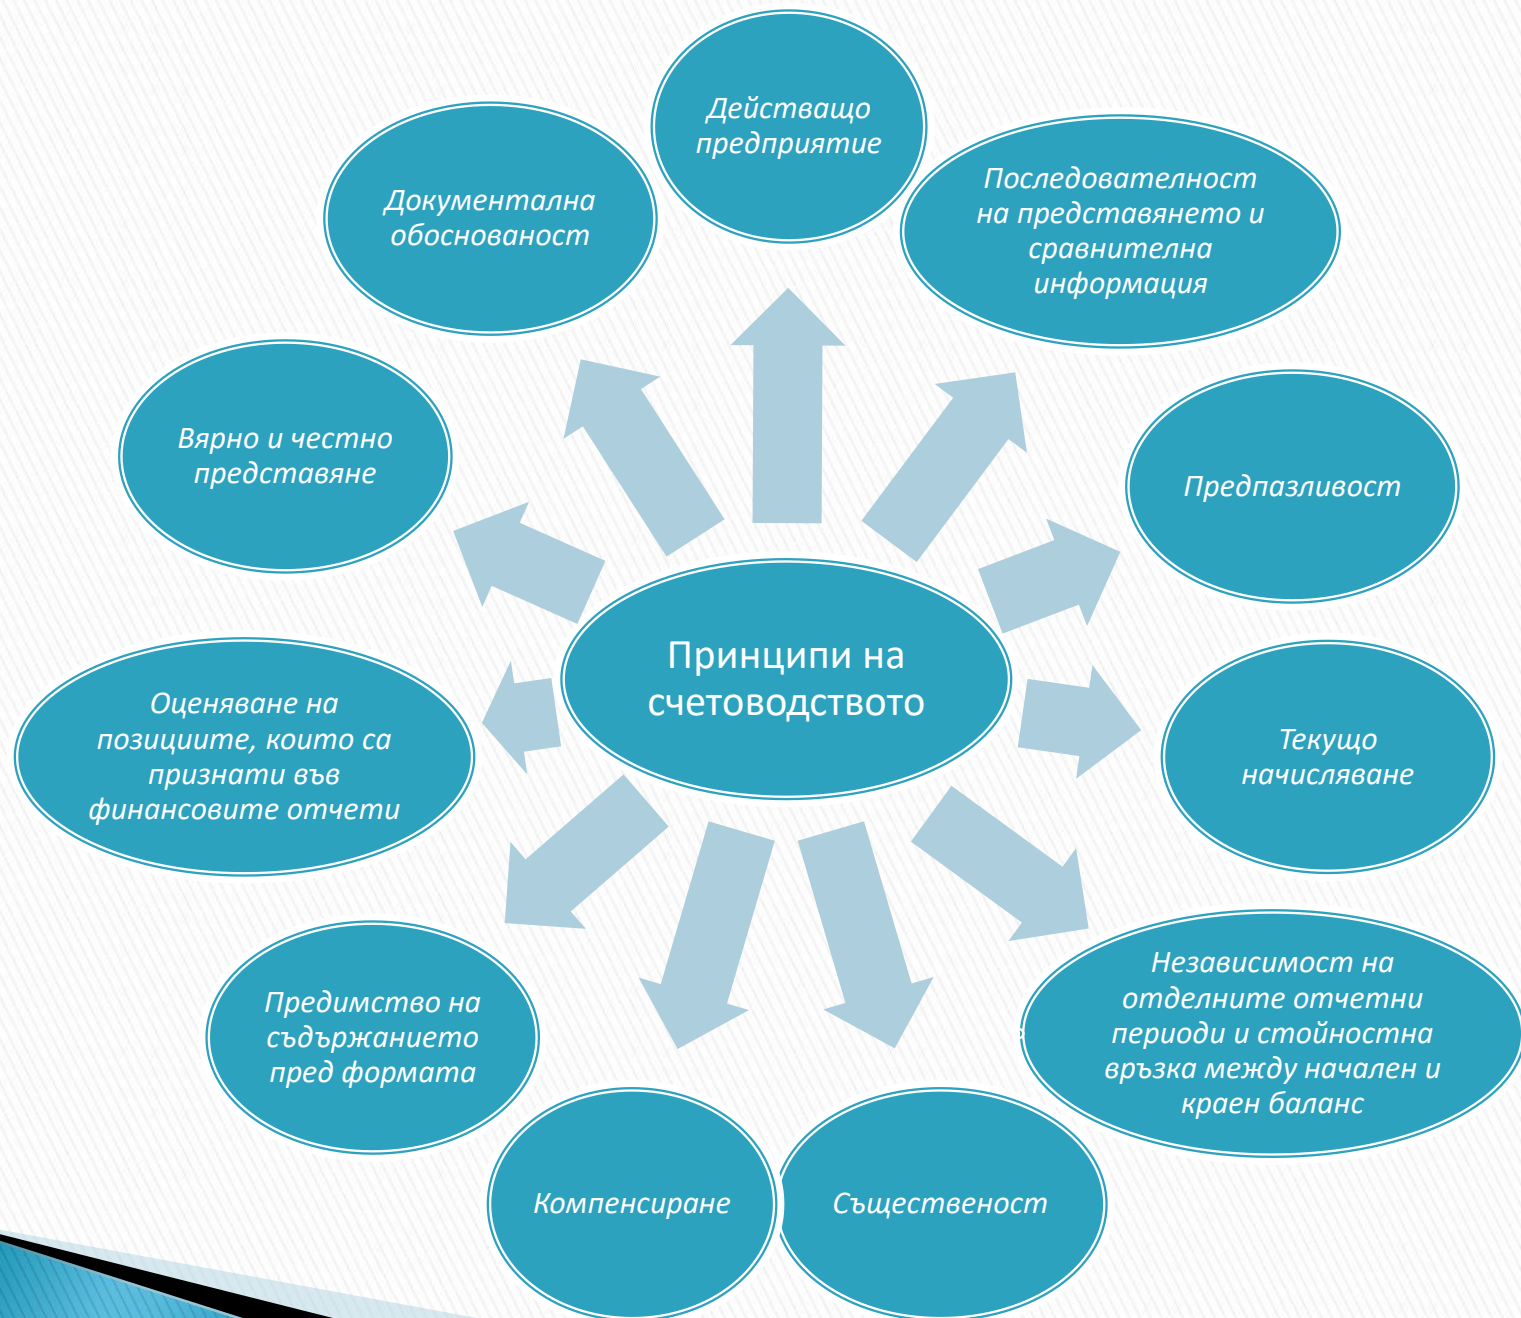 Действащо
предприятие
Последователност
на представянето и
сравнителна
информация
Предпазливост
Текущо
начисляване
Независимост на
отделните отчетни
периоди и стойностна
връзка между начален и
краен баланс
Същественост
Компенсиране
Предимство на
съдържанието
пред формата
Оценяване на
позициите, които са
признати във
финансовите отчети
Вярно и честно
представяне
Документална
обоснованост
Принципи на
счетоводството